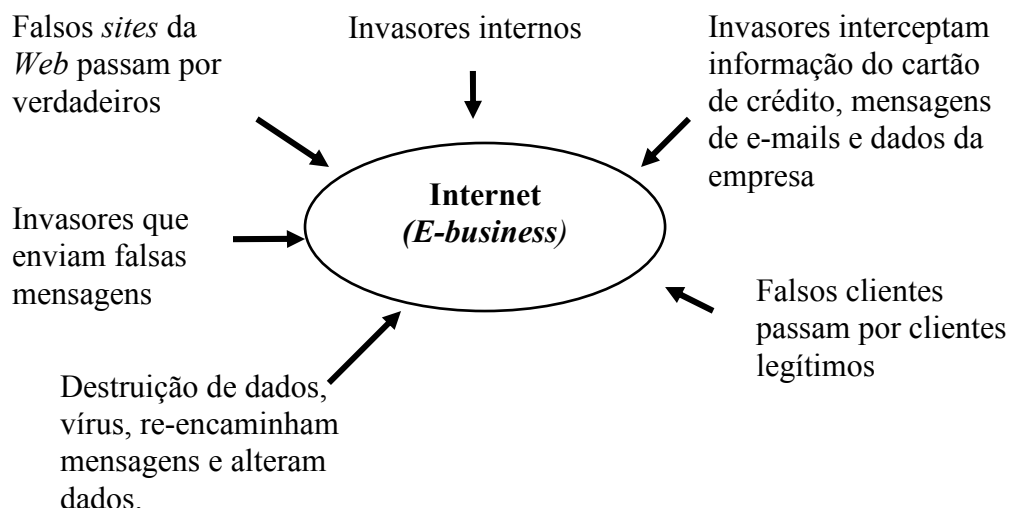 Falsos sites da
Web passam por
verdadeiros
Invasores internos
Invasores interceptam
informação do cartão
de crédito, mensagens
de e-mails e dados da
empresa
Internet
(E-business)
Invasores que
enviam falsas
mensagens
Falsos clientes
passam por clientes
legítimos
Destruição de dados,
vírus, re-encaminham
mensagens e alteram
dados.